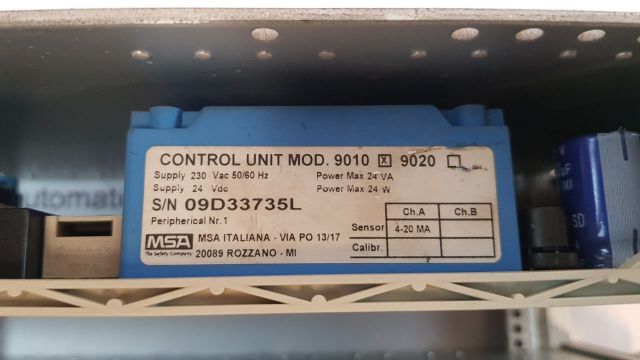 CONTROL UNIT MOD. 9010 ☒ 9020 ☐
Supply 230 Vac 50/60 Hz Power Max 24 VA
Supply 24 Vdc Power Max 24 W
S/N 09D33735L
Peripherical Nr. 1
Ch.A Ch.B
Sensor 4-20 MA
Calibr.
MSA MSA ITALIANA - VIA PO 13/17
The Safety Company 20089 ROZZANO - MI